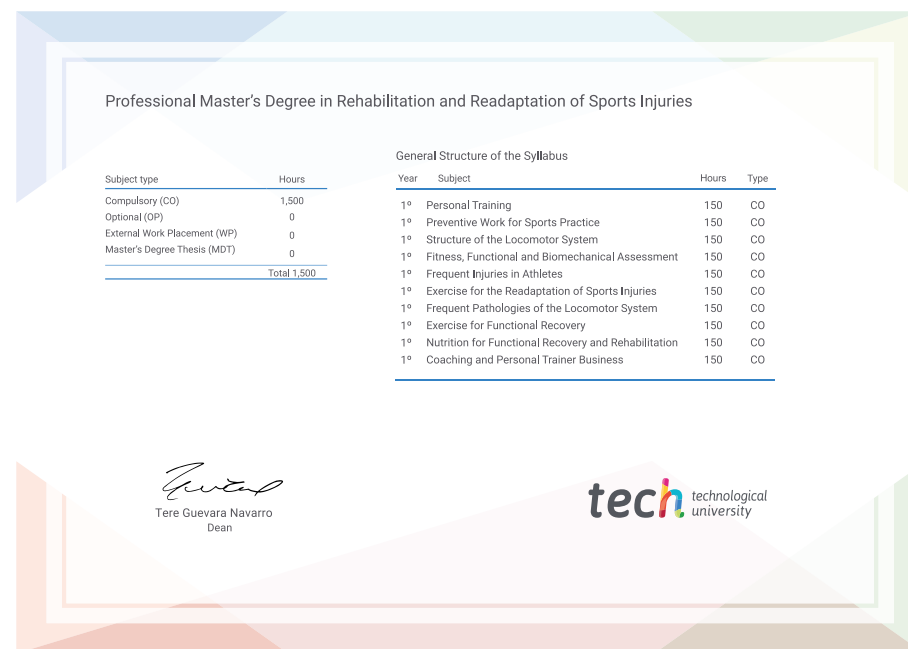 Professional Master's Degree in Rehabilitation and Readaptation of Sports Injuries
Subject type Hours
Compulsory (CO) 1,500
Optional (OP) 0
External Work Placement (WP) 0
Master's Degree Thesis (MDT) 0
Total 1,500
General Structure of the Syllabus
Year Subject Hours Type
1º Personal Training 150 CO
1º Preventive Work for Sports Practice 150 CO
1º Structure of the Locomotor System 150 CO
1º Fitness, Functional and Biomechanical Assessment 150 CO
1º Frequent Injuries in Athletes 150 CO
1º Exercise for the Readaptation of Sports Injuries 150 CO
1º Frequent Pathologies of the Locomotor System 150 CO
1º Exercise for Functional Recovery 150 CO
1º Nutrition for Functional Recovery and Rehabilitation 150 CO
1º Coaching and Personal Trainer Business 150 CO
Tere Guevara Navarro
Dean
tech technological
university